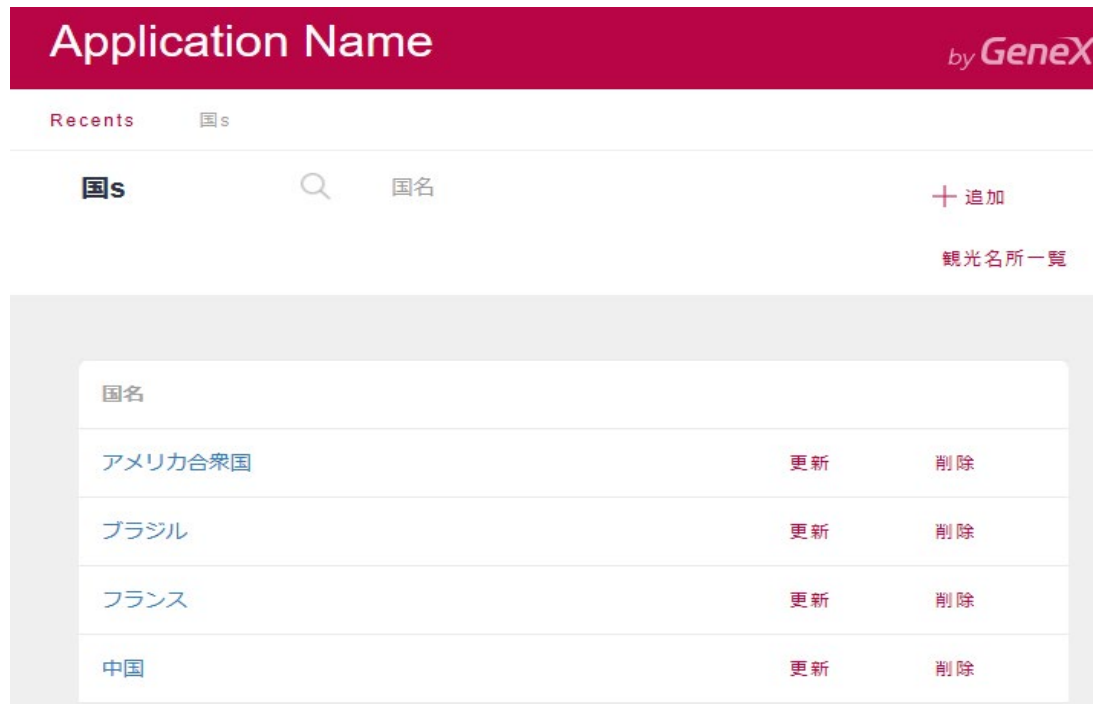 Application Name
by GeneX
Recents 国s
国s 国名 追加
観光名所一覧
国名
アメリカ合衆国 更新 削除
ブラジル 更新 削除
フランス 更新 削除
中国 更新 削除